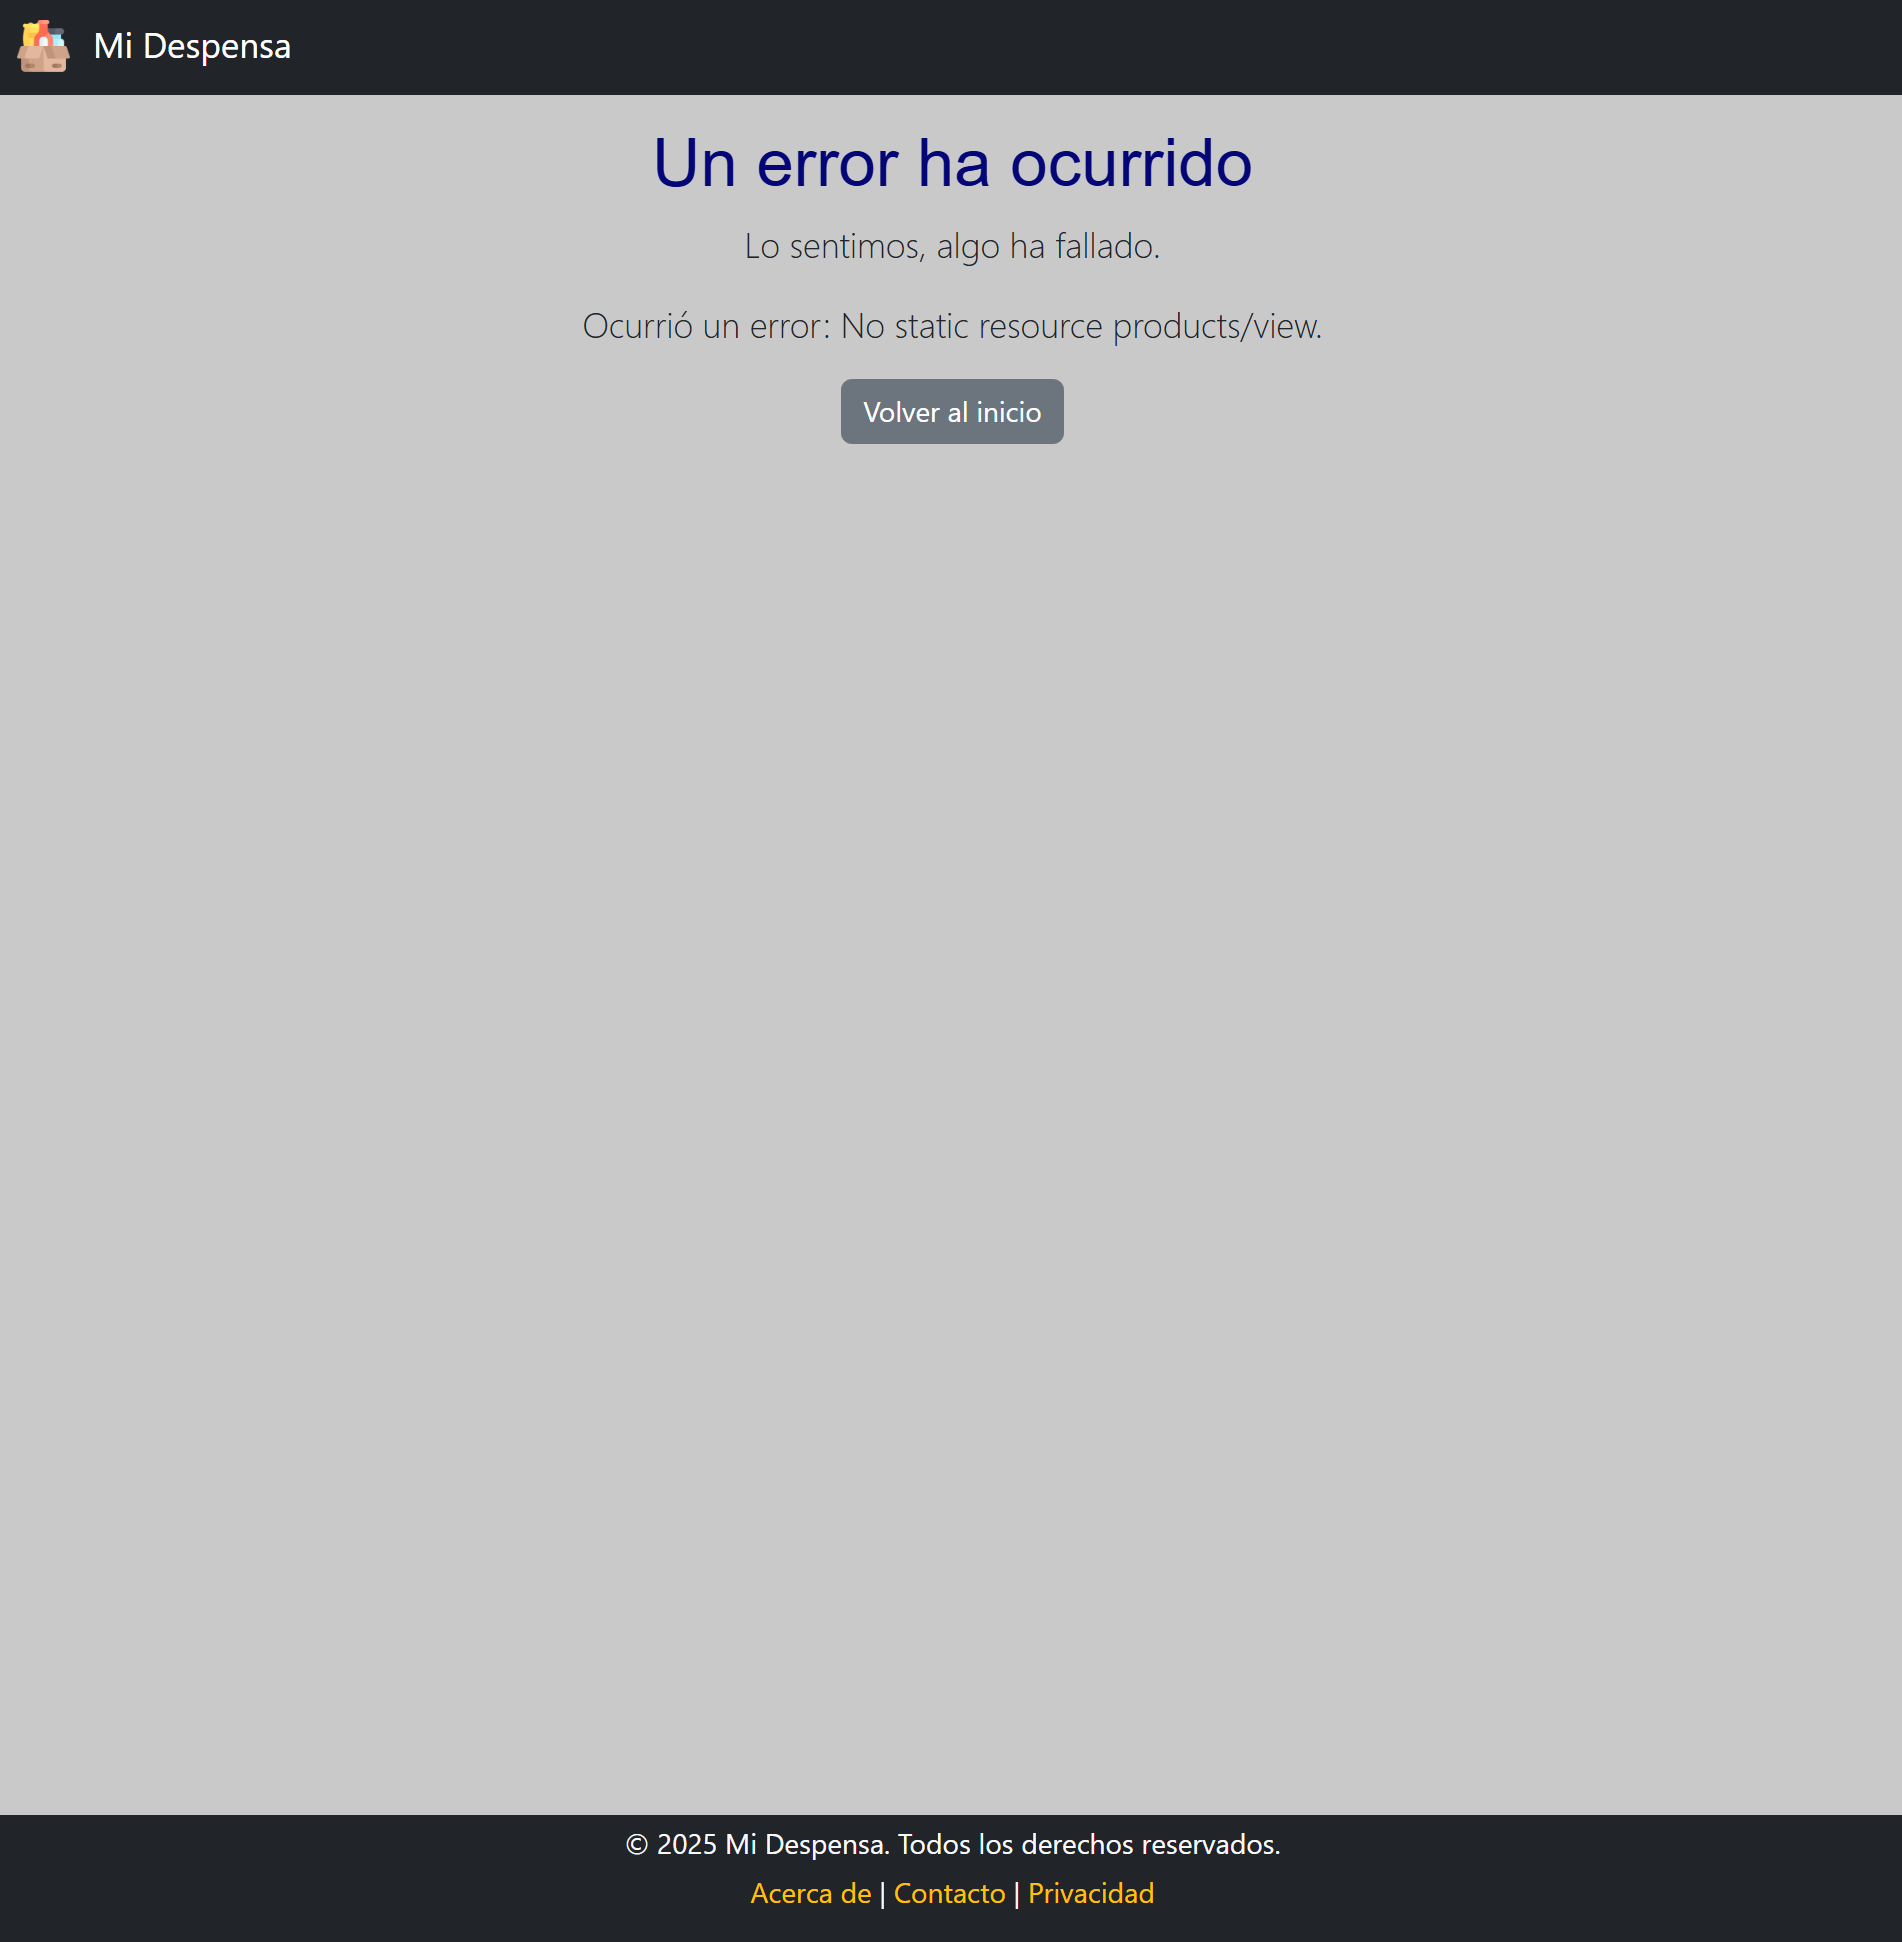 Mi Despensa
Un error ha ocurrido
Lo sentimos, algo ha fallado.
Ocurrió un error: No static resource products/view.
Volver al inicio
© 2025 Mi Despensa. Todos los derechos reservados.
Acerca de | Contacto | Privacidad